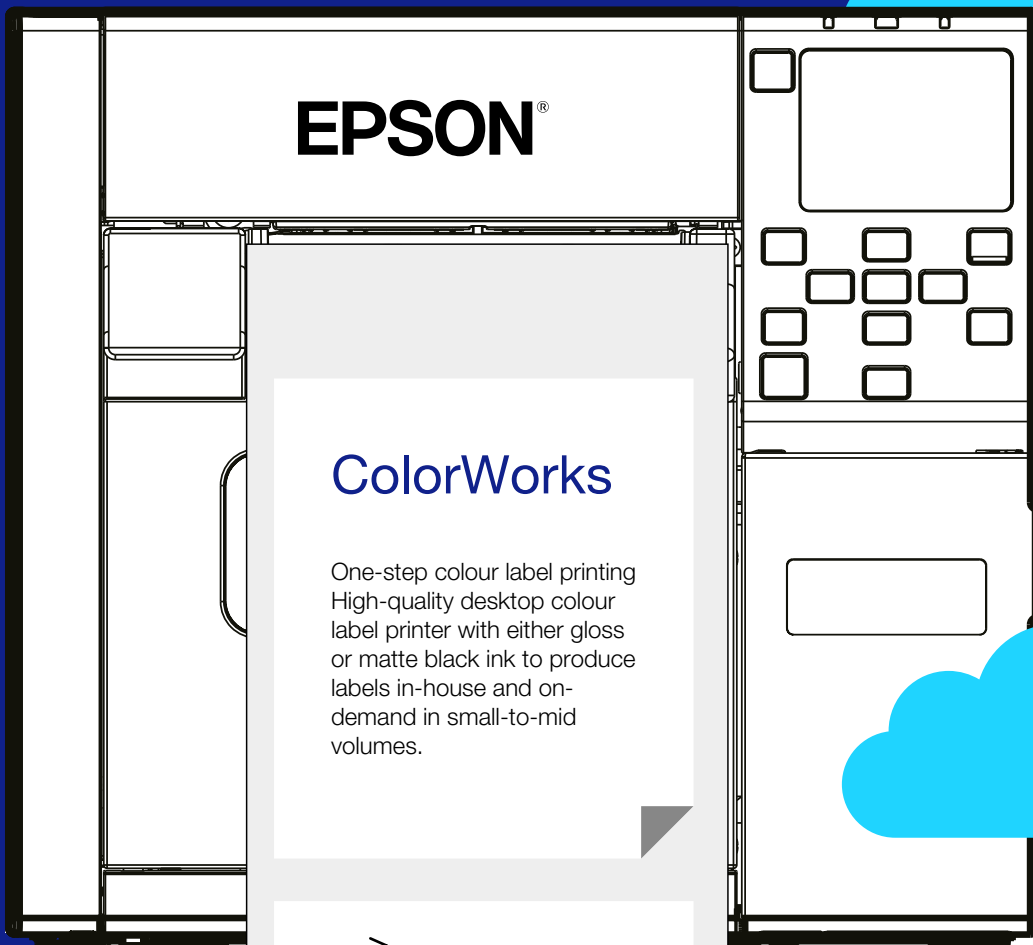 EPSON®
ColorWorks
One-step colour label printing
High-quality desktop colour
label printer with either gloss
or matte black ink to produce
labels in-house and on-
demand in small-to-mid
volumes.